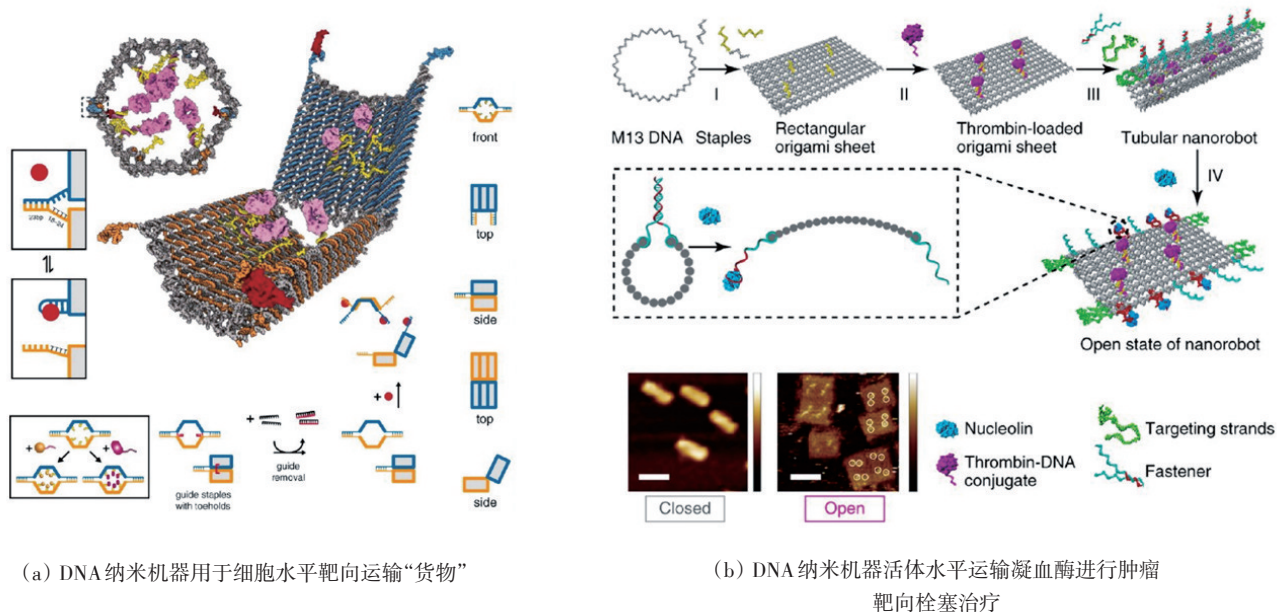 front
top
side
top
side
+
+
+
guide
removal
+
guide staples
with toeholds
(a) DNA纳米机器用于细胞水平靶向运输“货物”
I
II
III
M13 DNA Staples
Rectangular
origami sheet
Thrombin-loaded
origami sheet
Tubular nanorobot
IV
Open state of nanorobot
Closed
Open
Nucleolin
Thrombin-DNA
conjugate
Targeting strands
Fastener
(b) DNA纳米机器活体水平运输凝血酶进行肿瘤
靶向栓塞治疗